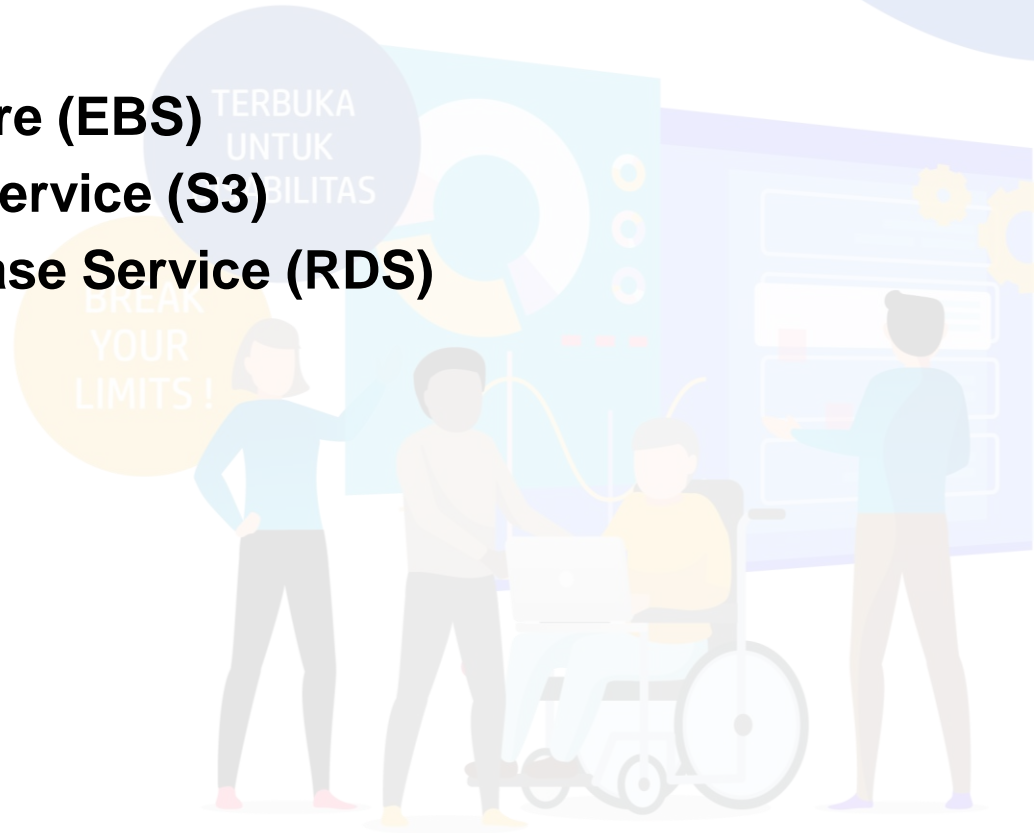 re (EBS)
ervice (S3)
ase Service (RDS)
TERBUKA
UNTUK
BILITAS
BREAK
YOUR
LIMITS !